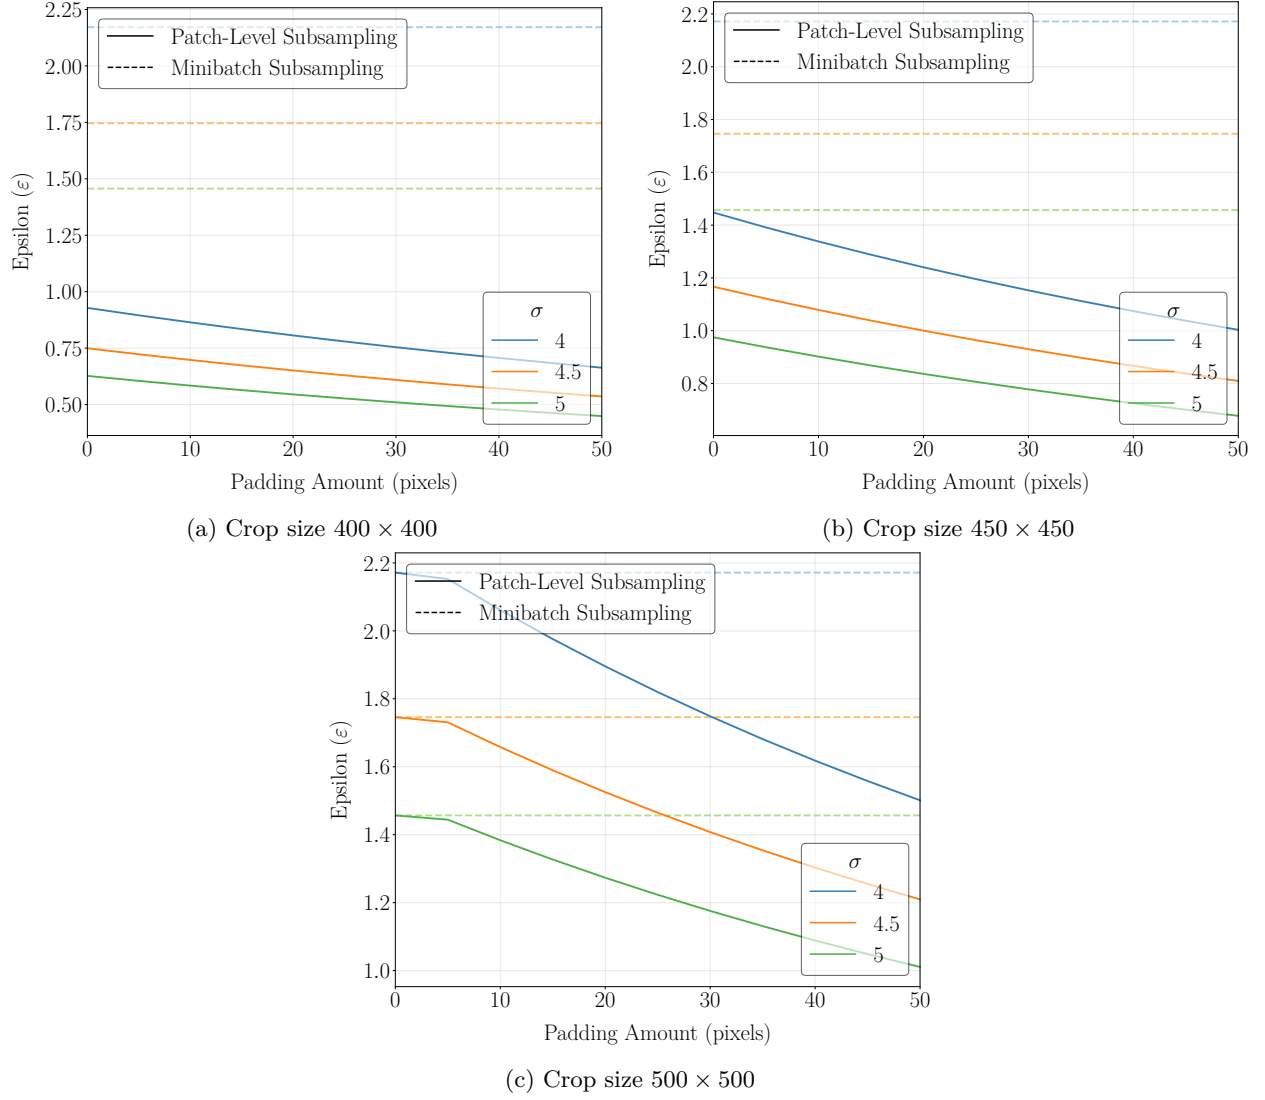 2.25
2.00
1.75
1.50
1.25
1.00
0.75
0.50
Epsilon (ε)
Patch-Level Subsampling
Minibatch Subsampling
σ
4
4.5
5
0 10 20 30 40 50
Padding Amount (pixels)
(a) Crop size 400 × 400
2.2
2.0
1.8
1.6
1.4
1.2
1.0
0.8
Epsilon (ε)
Patch-Level Subsampling
Minibatch Subsampling
σ
4
4.5
5
0 10 20 30 40 50
Padding Amount (pixels)
(b) Crop size 450 × 450
2.2
2.0
1.8
1.6
1.4
1.2
1.0
Epsilon (ε)
Patch-Level Subsampling
Minibatch Subsampling
σ
4
4.5
5
0 10 20 30 40 50
Padding Amount (pixels)
(c) Crop size 500 × 500